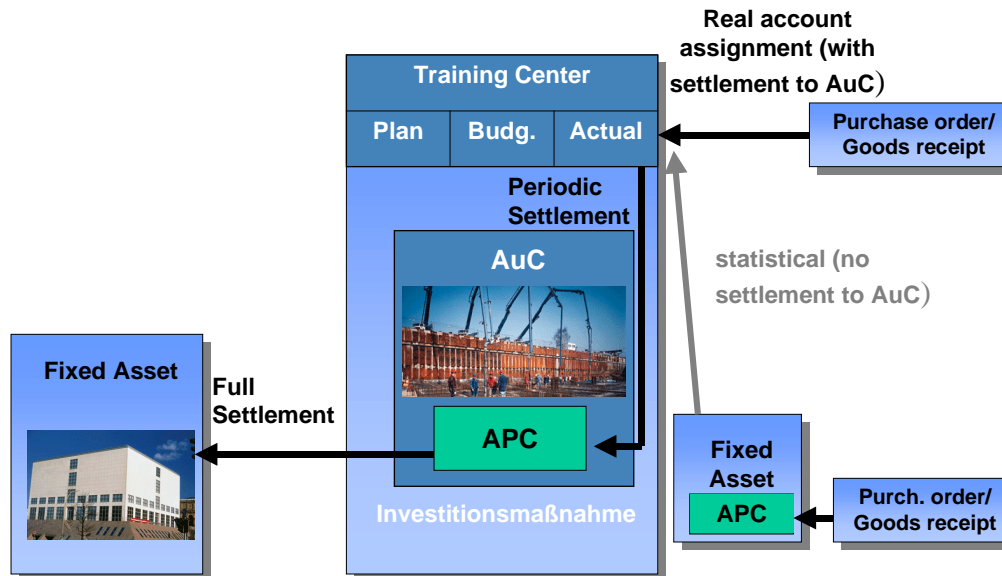 Real account
assignment (with
settlement to AuC)
Training Center
Plan
Budg.
Actual
Purchase order/
Goods receipt
Periodic
Settlement
AuC
statistical (no
settlement to AuC)
Fixed Asset
Full
Settlement
APC
Investitionsmaßnahme
Fixed
Asset
APC
Purch. order/
Goods receipt